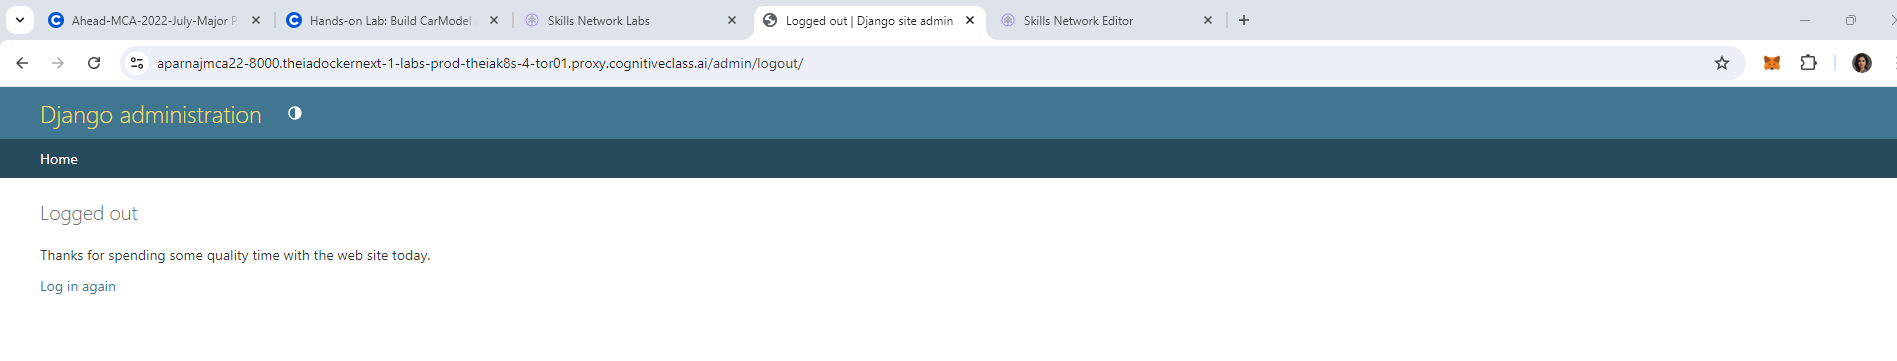 Ahead-MCA-2022-July-Major P
Hands-on Lab: Build CarModel
Skills Network Labs
Logged out | Django site admin
Skills Network Editor
aparnajmca22-8000.theiadockernext-1-labs-prod-theiak8s-4-tor01.proxy.cognitiveclass.ai/admin/logout/
Django administration
Home
Logged out
Thanks for spending some quality time with the web site today.
Log in again